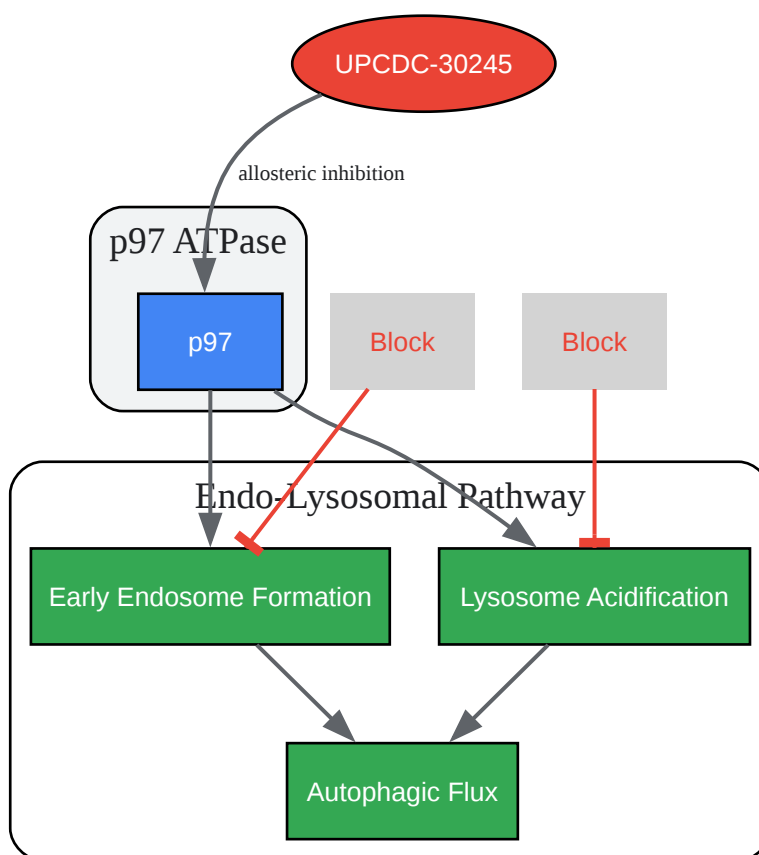 UPCDC-30245
allosteric inhibition
p97 ATPase
p97
Block
Block
Endo-Lysosomal Pathway
Early Endosome Formation
Lysosome Acidification
Autophagic Flux